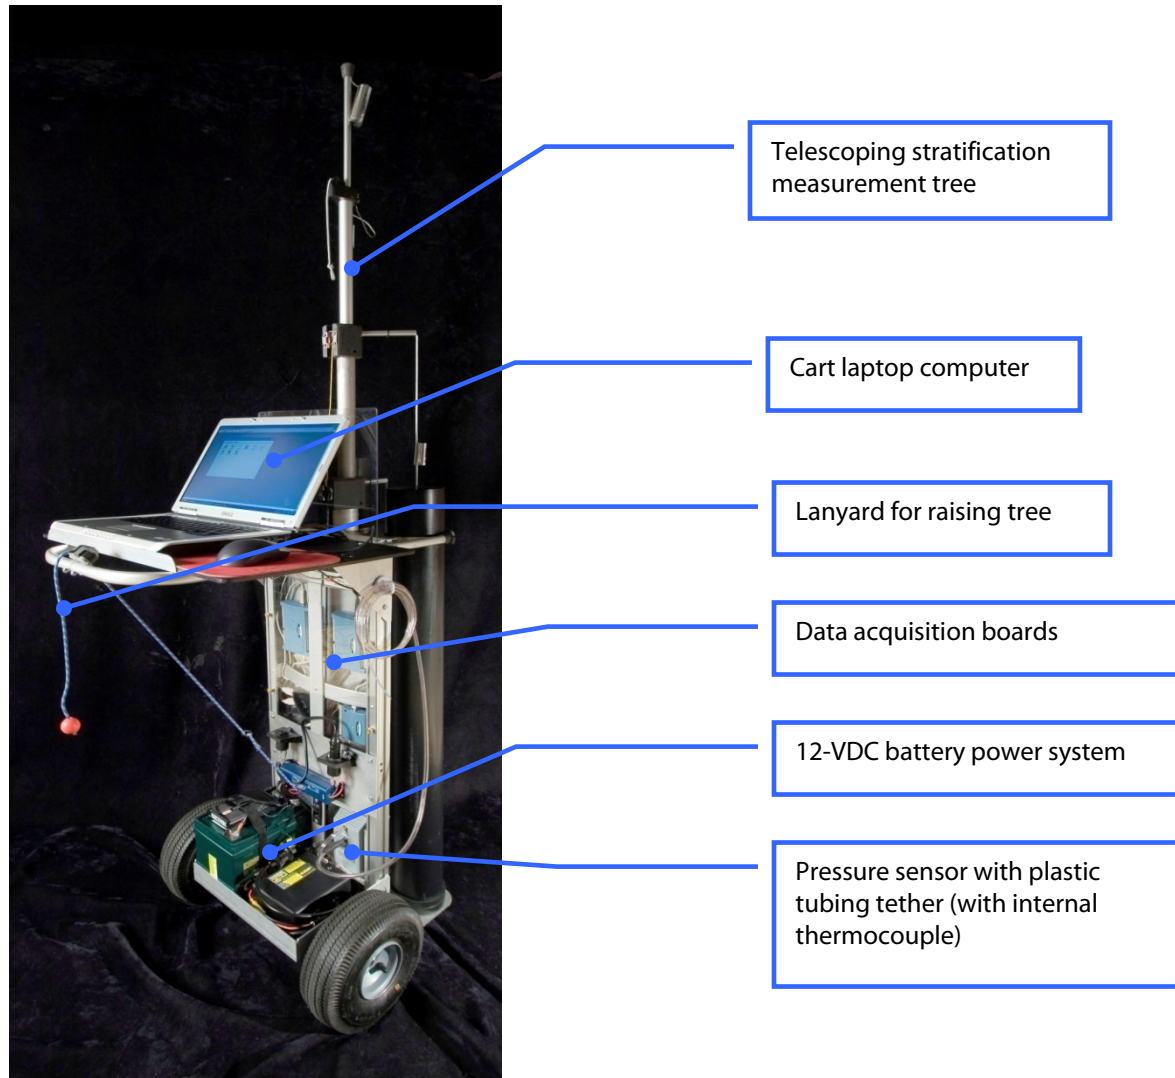 Telescoping stratification
measurement tree
Cart laptop computer
Lanyard for raising tree
Data acquisition boards
12-VDC battery power system
Pressure sensor with plastic
tubing tether (with internal
thermocouple)